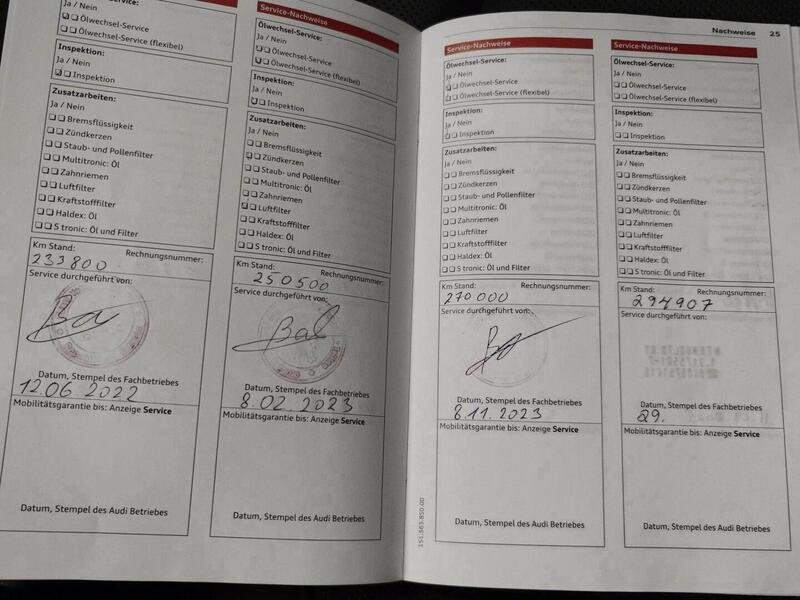 Ja / Nein
Ölwechsel-Service
Ölwechsel-Service (flexibel)
Inspektion:
Ja / Nein
Inspektion
Zusatzarbeiten:
Ja / Nein
Bremsflüssigkeit
Zündkerzen
Staub- und Pollenfilter
Multitronic: Öl
Zahnriemen
Luftfilter
Kraftstofffilter
Haldex: Öl
S tronic: Öl und Filter
Km Stand: Rechnungsnummer:
233800
Service durchgeführt von:
Datum, Stempel des Fachbetriebes
12 06 2022
Mobilitätsgarantie bis: Anzeige Service
Datum, Stempel des Audi Betriebes
Service-Nachweise
Ölwechsel-Service:
Ja / Nein
Ölwechsel-Service
Ölwechsel-Service (flexibel)
Inspektion:
Ja / Nein
Inspektion
Zusatzarbeiten:
Ja / Nein
Bremsflüssigkeit
Zündkerzen
Staub- und Pollenfilter
Multitronic: Öl
Zahnriemen
Luftfilter
Kraftstofffilter
Haldex: Öl
S tronic: Öl und Filter
Km Stand: Rechnungsnummer:
250500
Service durchgeführt von:
Datum, Stempel des Fachbetriebes
8.02.2023
Mobilitätsgarantie bis: Anzeige Service
Datum, Stempel des Audi Betriebes
Nachweise 25
Service-Nachweise
Ölwechsel-Service:
Ja / Nein
Ölwechsel-Service
Ölwechsel-Service (flexibel)
Inspektion:
Ja / Nein
Inspektion
Zusatzarbeiten:
Ja / Nein
Bremsflüssigkeit
Zündkerzen
Staub- und Pollenfilter
Multitronic: Öl
Zahnriemen
Luftfilter
Kraftstofffilter
Haldex: Öl
S tronic: Öl und Filter
Km Stand: Rechnungsnummer:
270000
Service durchgeführt von:
Datum, Stempel des Fachbetriebes
8.11.2023
Mobilitätsgarantie bis: Anzeige Service
Datum, Stempel des Audi Betriebes
151.563.850.00
Service-Nachweise
Ölwechsel-Service:
Ja / Nein
Ölwechsel-Service
Ölwechsel-Service (flexibel)
Inspektion:
Ja / Nein
Inspektion
Zusatzarbeiten:
Ja / Nein
Bremsflüssigkeit
Zündkerzen
Staub- und Pollenfilter
Multitronic: Öl
Zahnriemen
Luftfilter
Kraftstofffilter
Haldex: Öl
S tronic: Öl und Filter
Km Stand: Rechnungsnummer:
294907
Service durchgeführt von:
Datum, Stempel des Fachbetriebes
29.
Mobilitätsgarantie bis: Anzeige Service
Datum, Stempel des Audi Betriebes